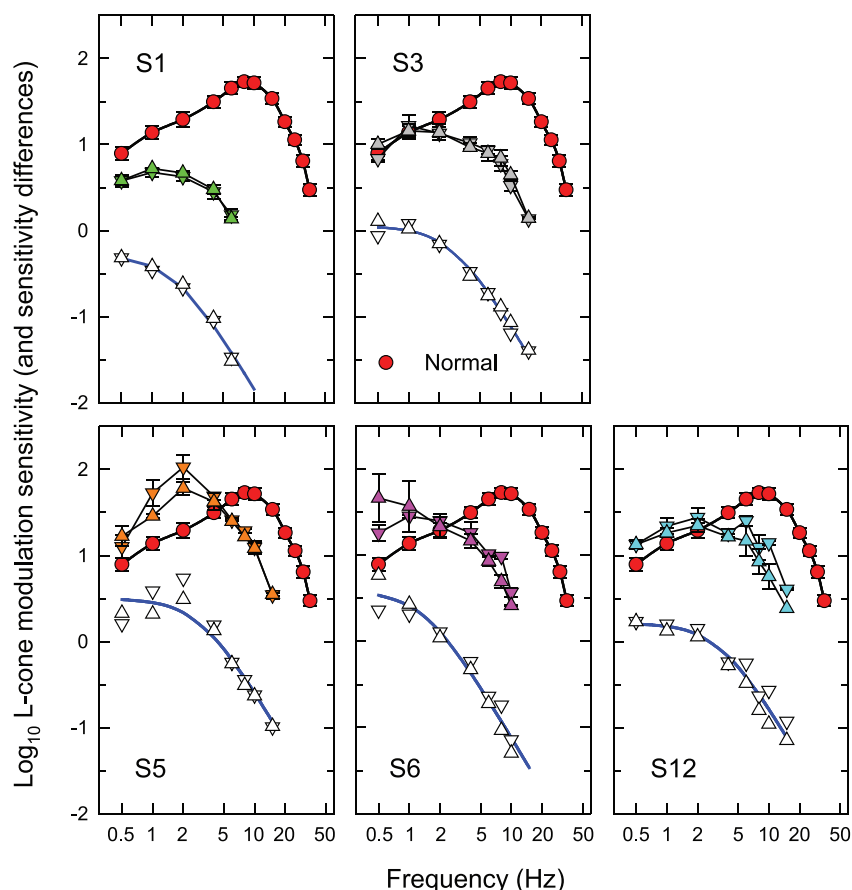 Log10 L-cone modulation sensitivity (and sensitivity differences)
S1
S3
2
1
0
-1
-2
Normal
S5
S6
S12
2
1
0
-1
-2
0.5 1 2 5 10 20 50
0.5 1 2 5 10 20 50
0.5 1 2 5 10 20 50
Frequency (Hz)